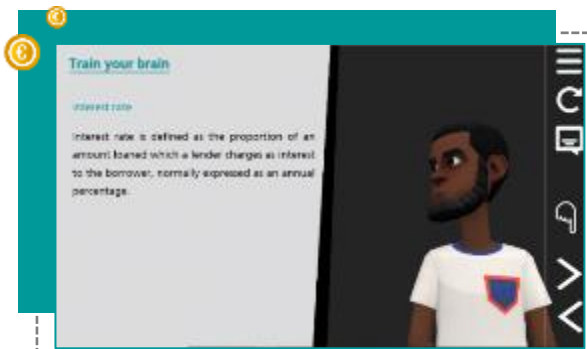 Train your brain
Interest rate
Interest rate is defined as the proportion of an
amount loaned which a lender charges as interest
to the borrower, normally expressed as an annual
percentage.